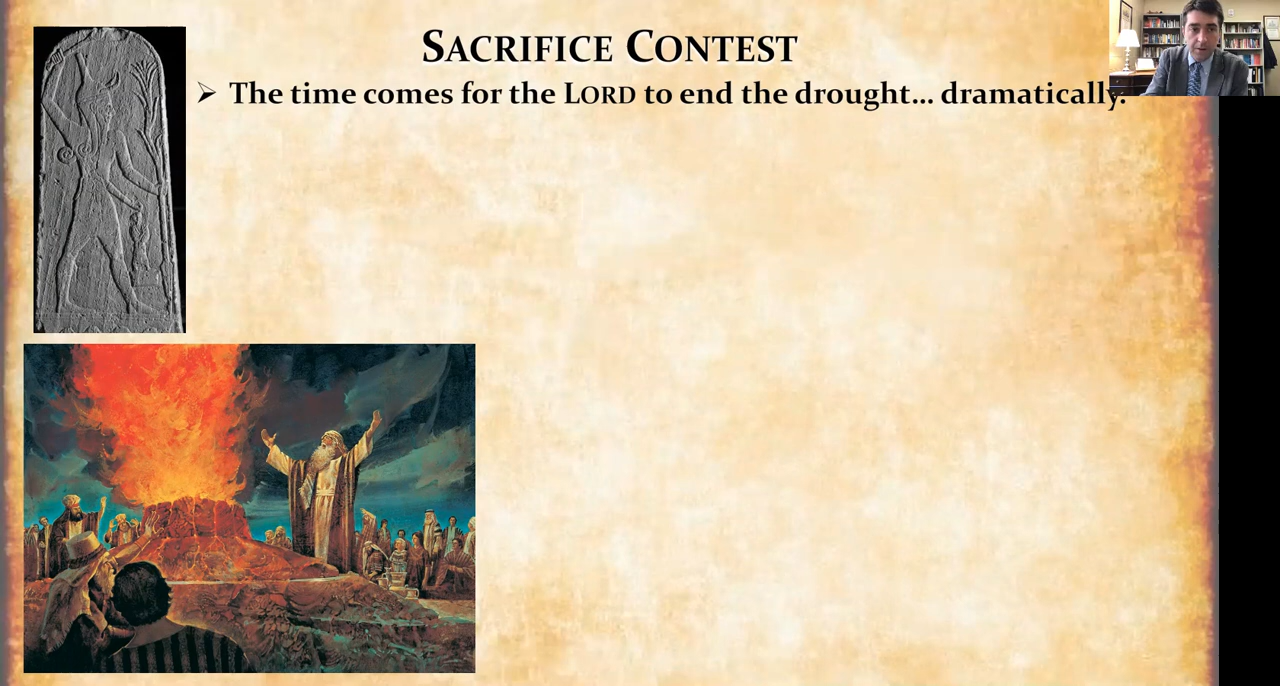 SACRIFICE CONTEST
➢ The time comes for the LORD to end the drought... dramatically.